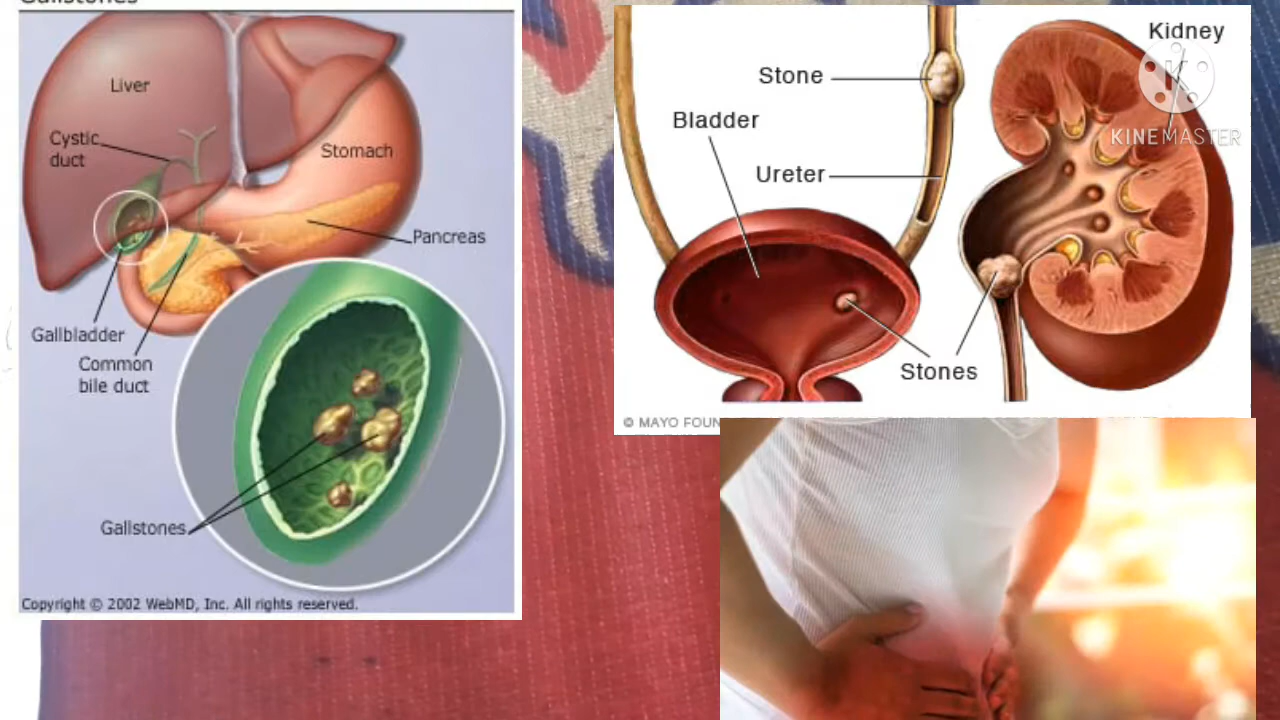 Gallstones
Liver
Cystic
duct
Stomach
Pancreas
Gallbladder
Common
bile duct
Gallstones
Copyright © 2002 WebMD, Inc. All rights reserved.
Kidney
Stone
Bladder
Ureter
Stones
© MAYO FOUN
K
KINEMASTER